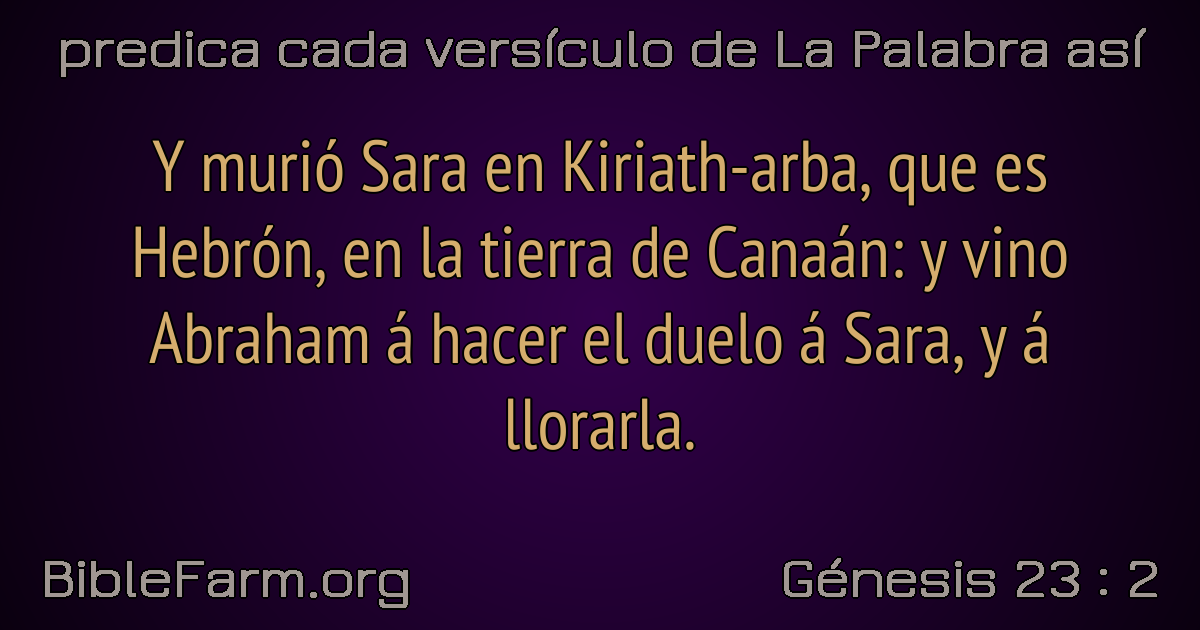 predica cada versículo de La Palabra así
Y murió Sara en Kiriath-arba, que es
Hebrón, en la tierra de Canaán: y vino
Abraham á hacer el duelo á Sara, y á
llorarla.
BibleFarm.org
Génesis 23 : 2